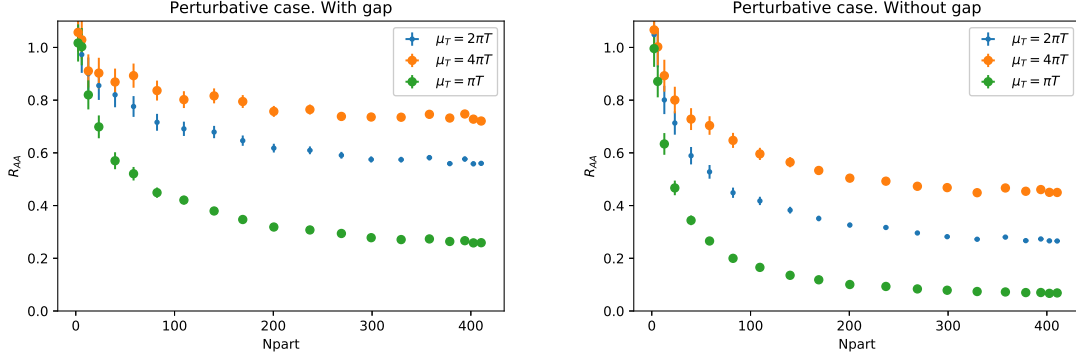 Perturbative case. With gap
1.0
0.8
0.6
0.4
0.2
0.0
R_AA
μ_T = 2πT
μ_T = 4πT
μ_T = πT
0 100 200 300 400
Npart
Perturbative case. Without gap
1.0
0.8
0.6
0.4
0.2
0.0
R_AA
μ_T = 2πT
μ_T = 4πT
μ_T = πT
0 100 200 300 400
Npart